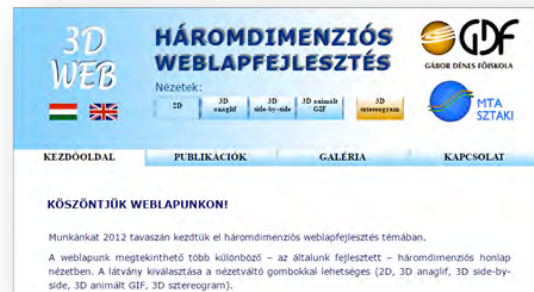 3D
WEB
HÁROMDIMENZIÓS
WEBLAPFEJLESZTÉS
Nézetek:
2D
3D anaglif
3D side-by-side
3D animált GIF
3D sztereogram
GDF
GÁBOR DÉNES FŐISKOLA
MTA
SZTAKI
KEZDŐOLDAL PUBLIKÁCIÓK GALÉRIA KAPCSOLAT
KÖSZÖNTJÜK WEBLAPUNKON!
Munkánkat 2012 tavaszán kezdtük el háromdimenziós weblapfejlesztés témában.
A weblapunk megtekinthető több különböző – az általunk fejlesztett – háromdimenziós honlap
nézetben. A látvány kiválasztása a nézetváltó gombokkal lehetséges (2D, 3D anaglif, 3D side-by-
side, 3D animált GIF, 3D sztereogram).